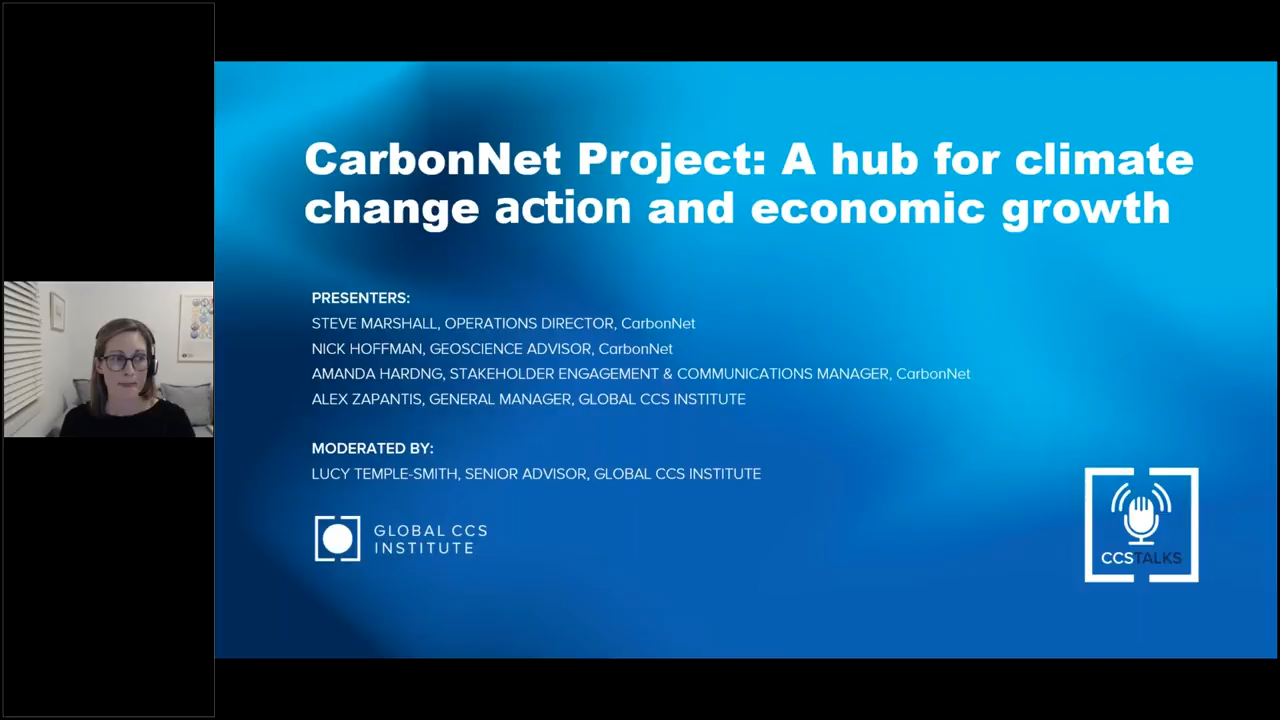 CarbonNet Project: A hub for climate
change action and economic growth
PRESENTERS:
STEVE MARSHALL, OPERATIONS DIRECTOR, CarbonNet
NICK HOFFMAN, GEOSCIENCE ADVISOR, CarbonNet
AMANDA HARDNG, STAKEHOLDER ENGAGEMENT & COMMUNICATIONS MANAGER, CarbonNet
ALEX ZAPANTIS, GENERAL MANAGER, GLOBAL CCS INSTITUTE
MODERATED BY:
LUCY TEMPLE-SMITH, SENIOR ADVISOR, GLOBAL CCS INSTITUTE
GLOBAL CCS
INSTITUTE
CCSTALKS